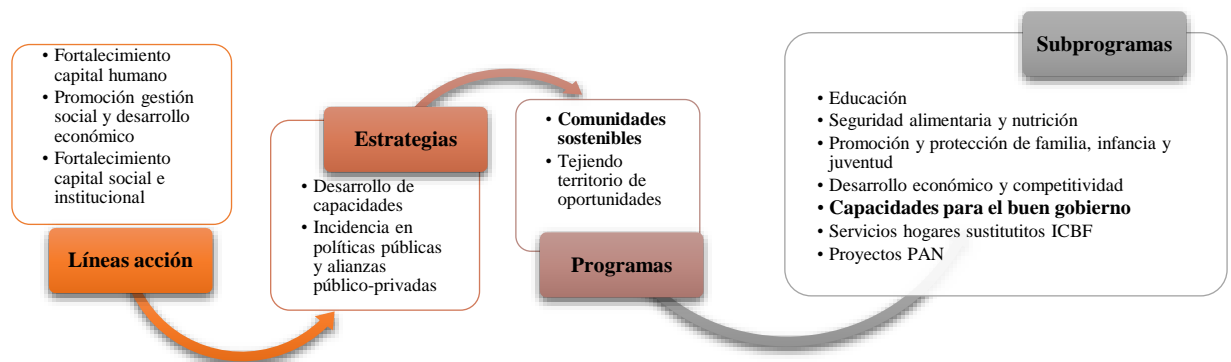 • Fortalecimiento
capital humano
• Promoción gestión
social y desarrollo
económico
• Fortalecimiento
capital social e
institucional
Líneas acción
Estrategias
• Desarrollo de
capacidades
• Incidencia en
políticas públicas
y alianzas
público-privadas
• Comunidades
sostenibles
• Tejiendo
territorio de
oportunidades
Programas
Subprogramas
• Educación
• Seguridad alimentaria y nutrición
• Promoción y protección de familia, infancia y
juventud
• Desarrollo económico y competitividad
• Capacidades para el buen gobierno
• Servicios hogares sustitutitos ICBF
• Proyectos PAN